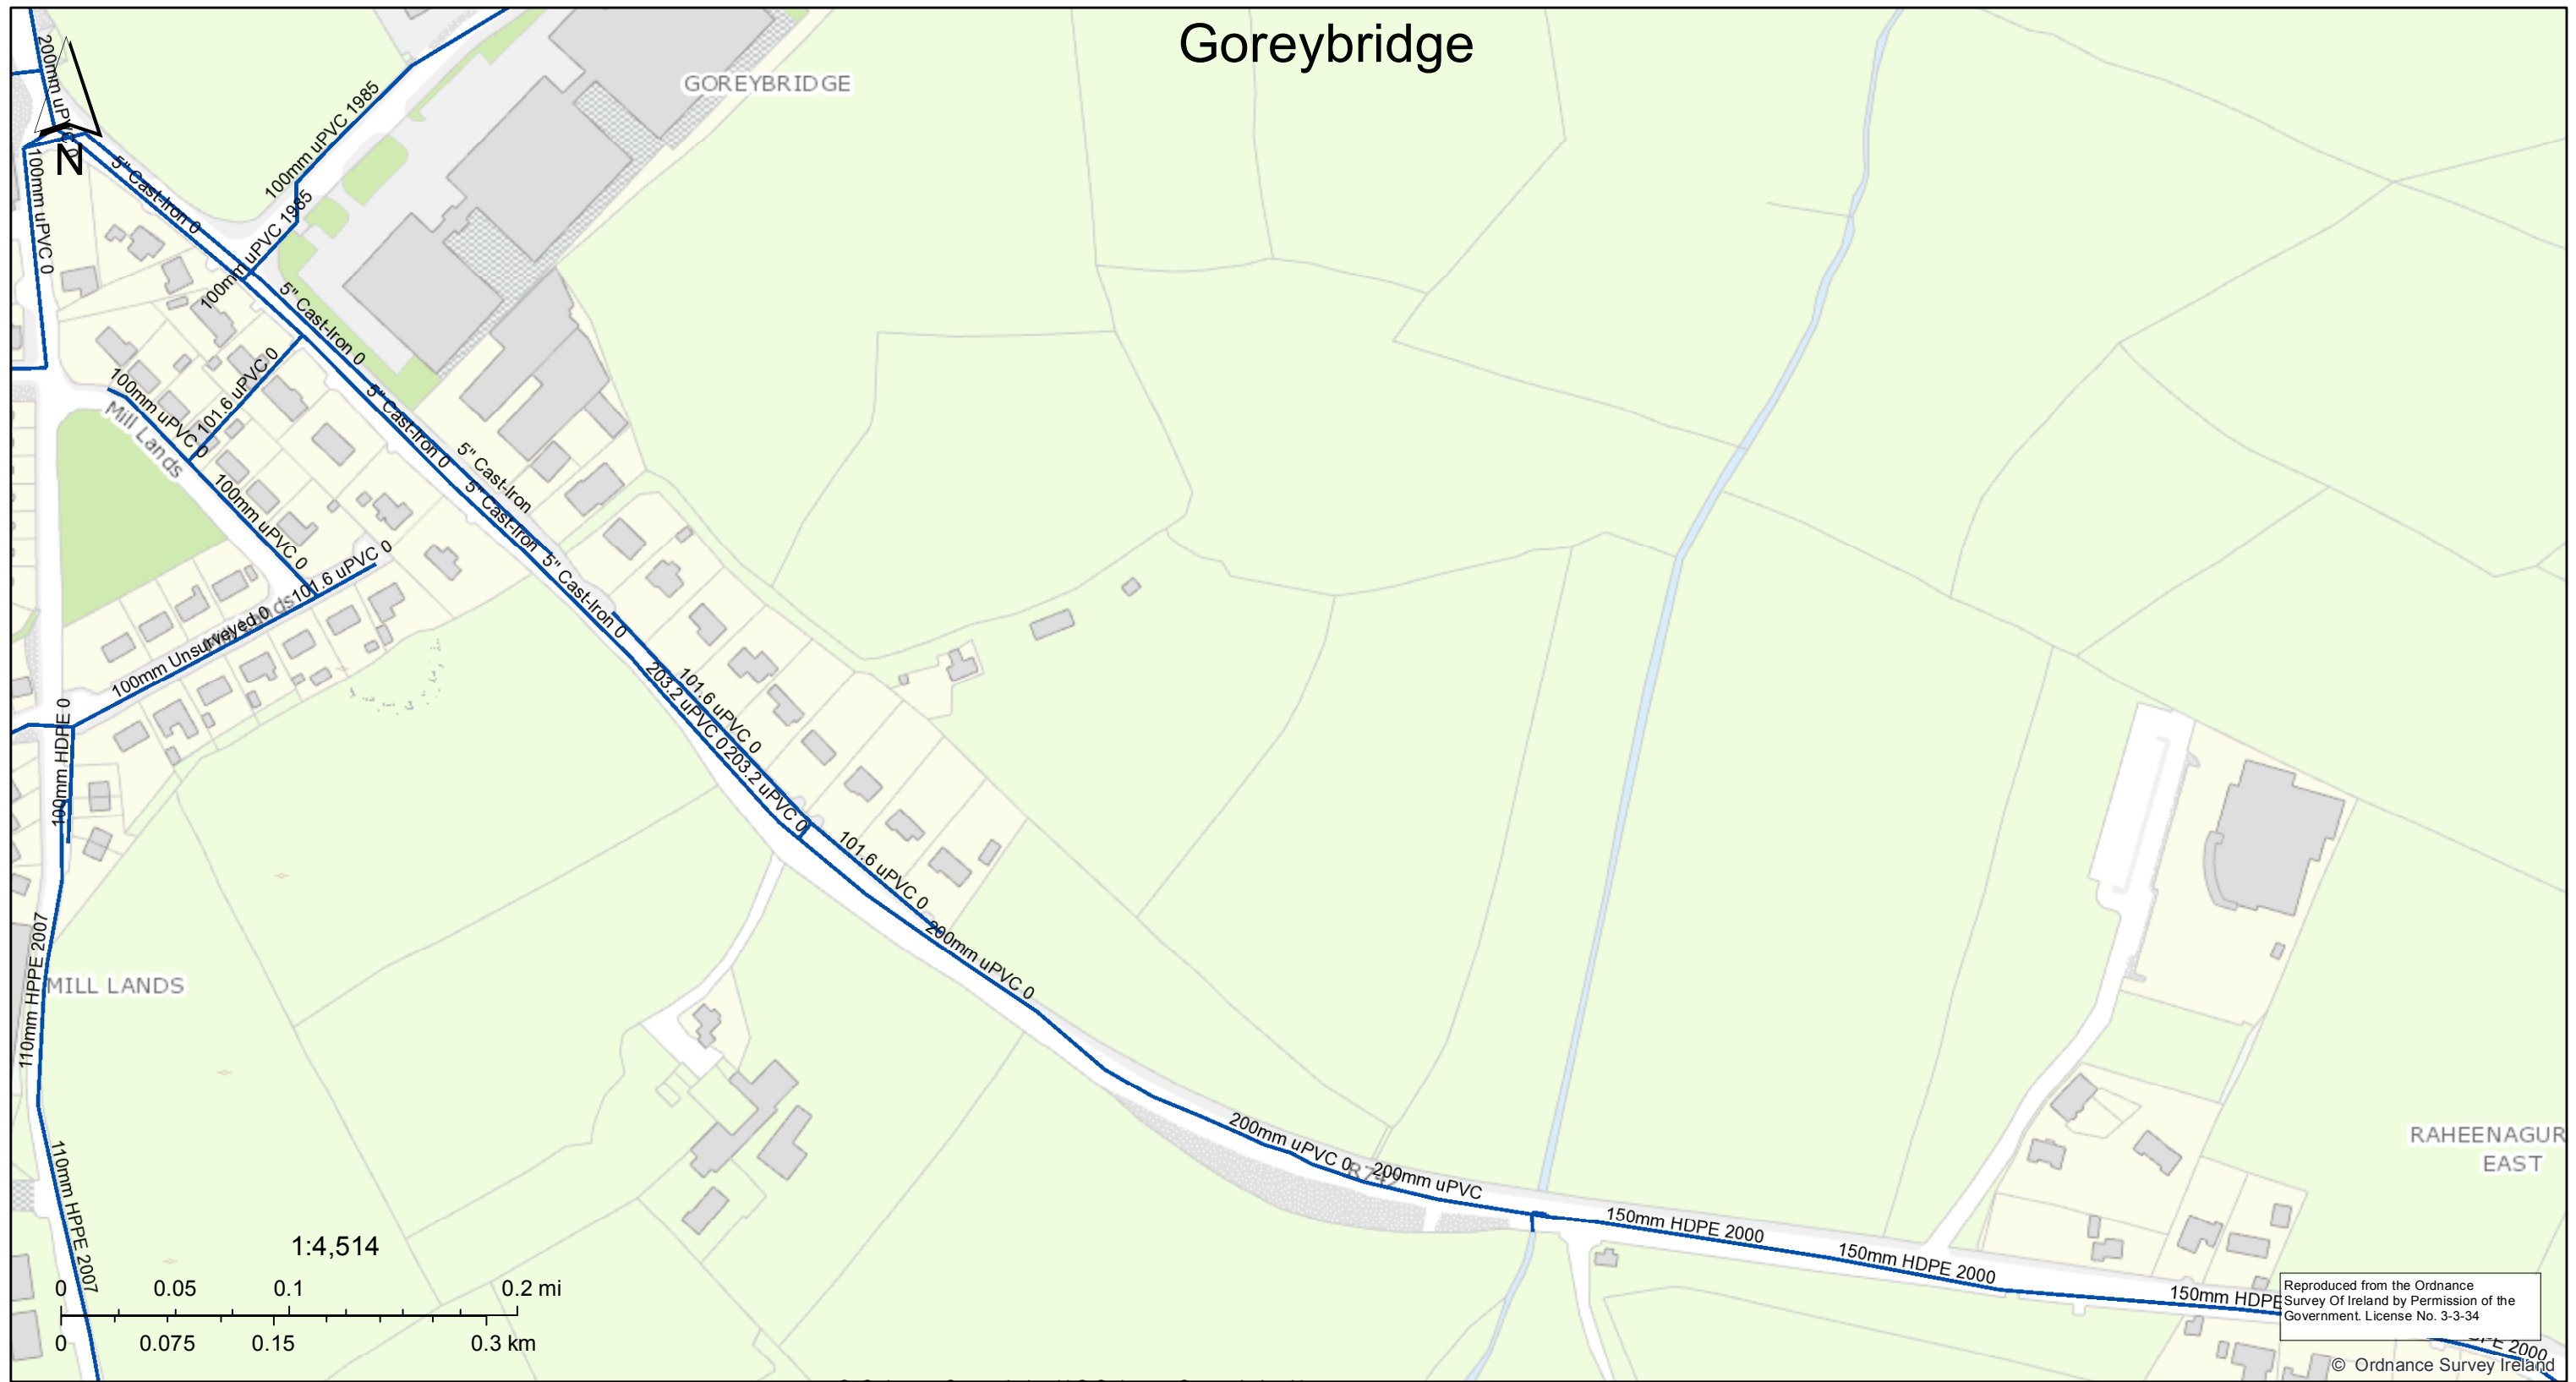 Goreybridge
GOREYBRIDGE
200mm uPVC 0
N
100mm uPVC 0
5" Cast-Iron 0
100mm uPVC 1985
100mm uPVC 1985
5" Cast-Iron 0
101.6 uPVC 0
100mm uPVC 0
Mill Lands
5" Cast-Iron 0
5" Cast-Iron
5" Cast-Iron
100mm uPVC 0
5" Cast-Iron 0
101.6 uPVC 0
100mm Unsurveyed 0
100mm HDPE 0
203.2 uPVC 0
101.6 uPVC 0
203.2 uPVC 0
101.6 uPVC 0
200mm uPVC 0
110mm HPPE 2007
MILL LANDS
200mm uPVC 0
R742
200mm uPVC
RAHEENAGUR
EAST
110mm HPPE 2007
150mm HDPE 2000
150mm HDPE 2000
150mm HDPE
1:4,514
0 0.05 0.1 0.2 mi
0 0.075 0.15 0.3 km
Reproduced from the Ordnance
Survey Of Ireland by Permission of the
Government. License No. 3-3-34
2000
© Ordnance Survey Ireland